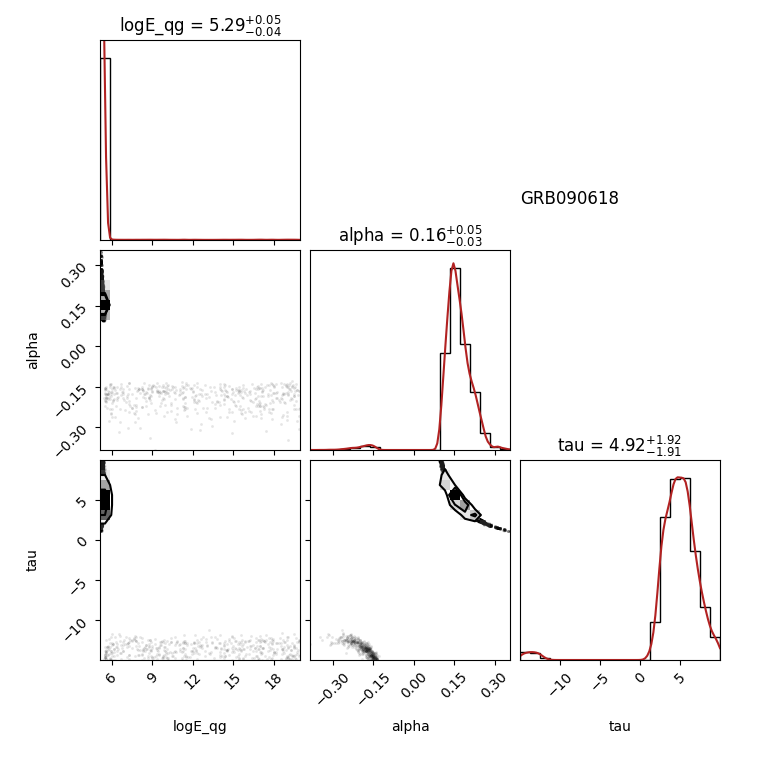 logE_qg = 5.29+0.05−0.04
GRB090618
alpha = 0.16+0.05−0.03
0.30
0.15
0.00
−0.15
−0.30
alpha
tau = 4.92+1.92−1.91
5
0
−5
−10
tau
6
9
12
15
18
logE_qg
−0.30
−0.15
0.00
0.15
0.30
alpha
−10
−5
0
5
tau